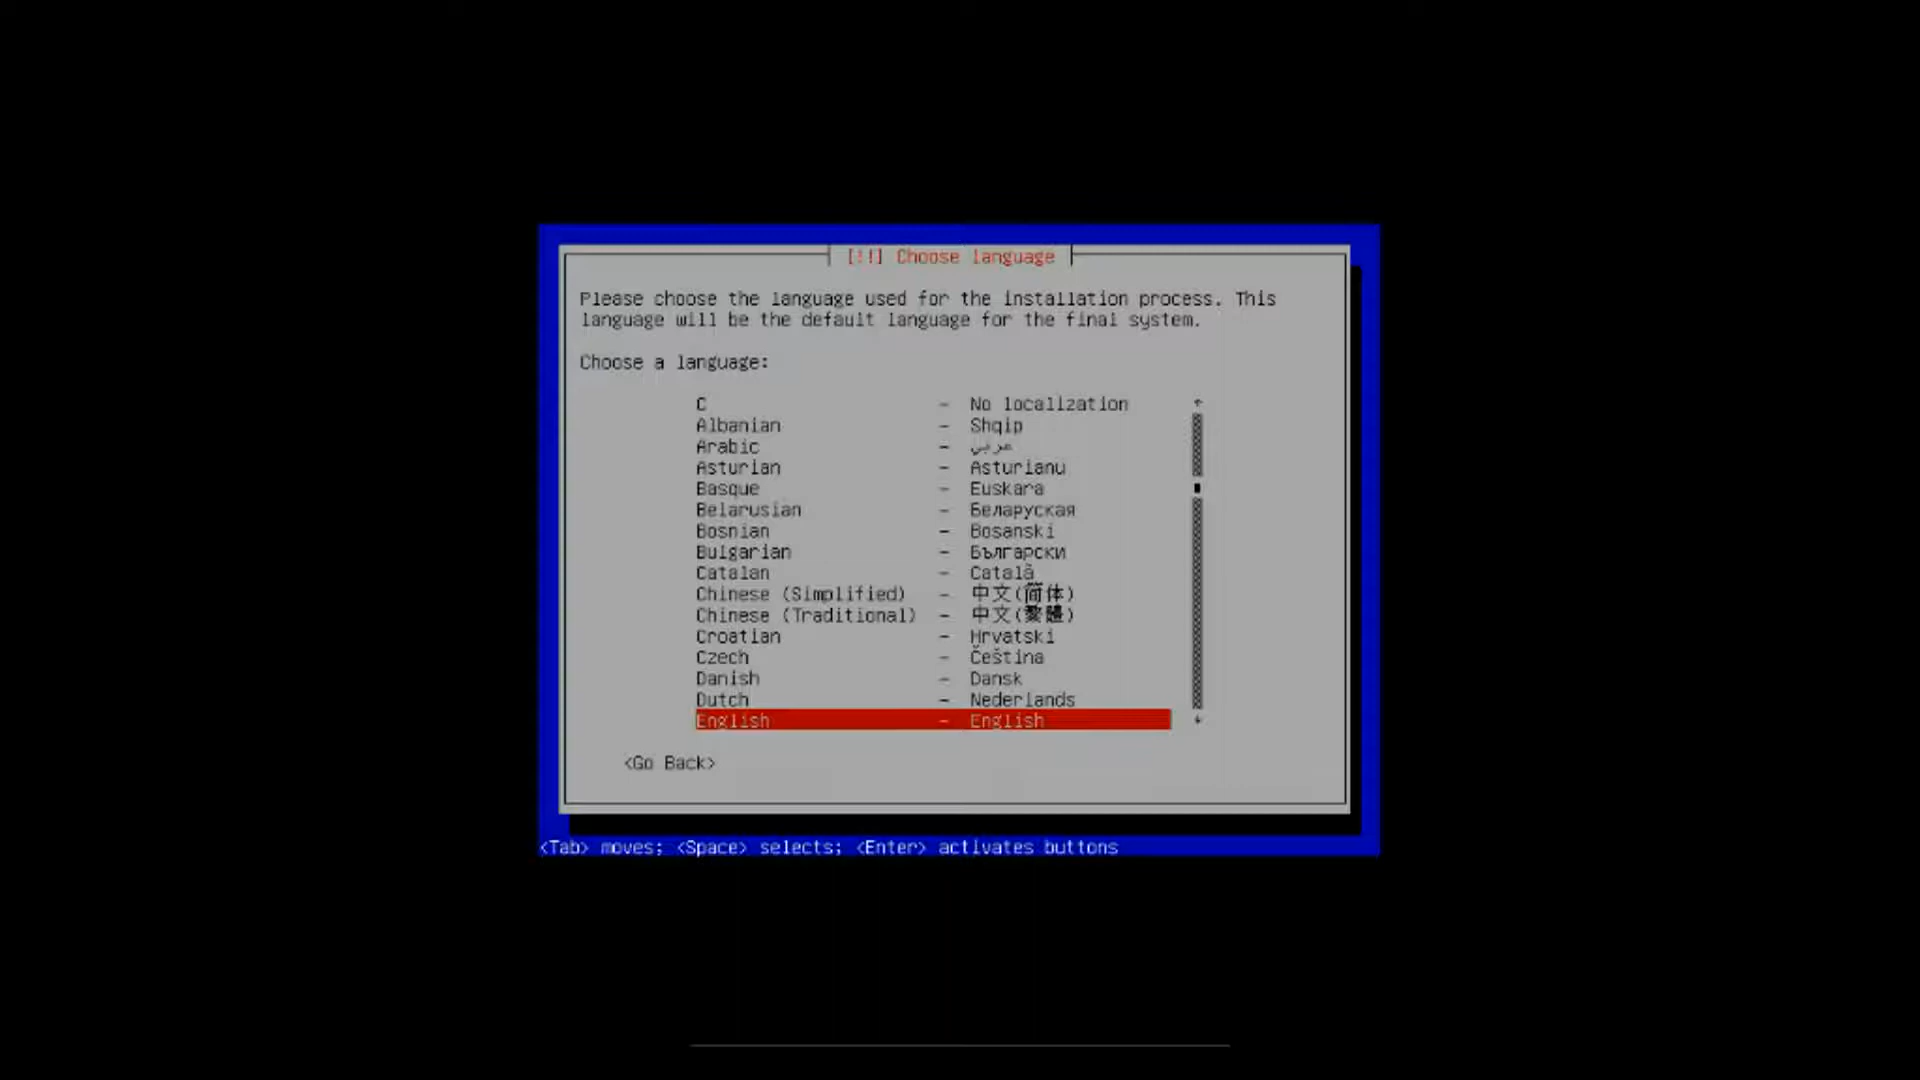 [!!] Choose language
Please choose the language used for the installation process. This
language will be the default language for the final system.
Choose a language:
C - No localization
Albanian - Shqip
Arabic - عربي
Asturian - Asturianu
Basque - Euskara
Belarusian - Беларуская
Bosnian - Bosanski
Bulgarian - Български
Catalan - Català
Chinese (Simplified) - 中文(简体)
Chinese (Traditional) - 中文(繁體)
Croatian - Hrvatski
Czech - Čeština
Danish - Dansk
Dutch - Nederlands
English - English
<Go Back>
<Tab> moves; <Space> selects; <Enter> activates buttons